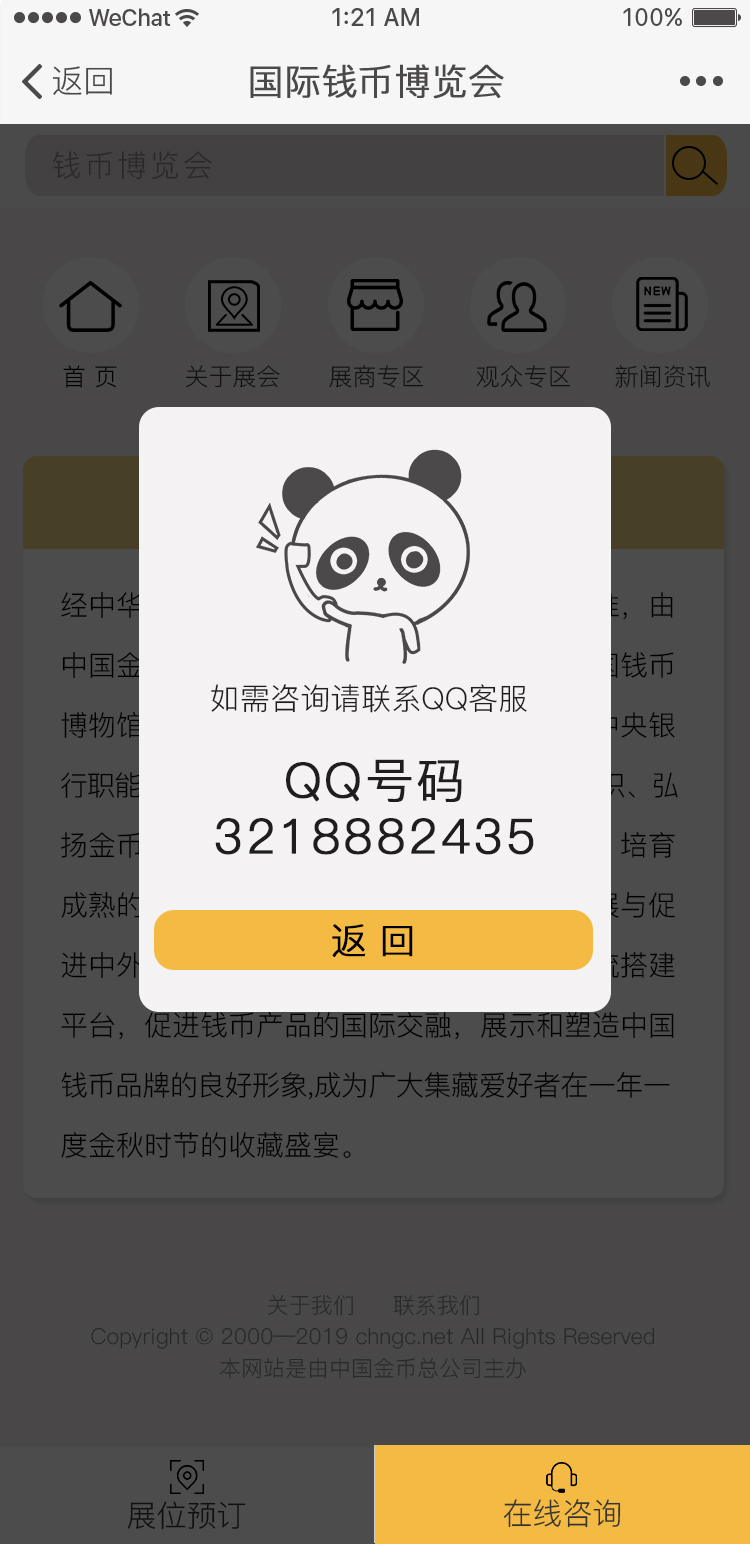 WeChat 1:21 AM 100%
返回 国际钱币博览会
钱币博览会
NEW
首 页 关于展会 展商专区 观众专区 新闻资讯
经中华 ，由
中国金 国钱币
博物馆 中央银
行职能 识、弘
扬金币 培育
成熟的 展与促
进中外 统搭建
如需咨询请联系QQ客服
QQ号码
3218882435
返 回
平台，促进钱币产品的国际交融，展示和塑造中国
钱币品牌的良好形象,成为广大集藏爱好者在一年一
度金秋时节的收藏盛宴。
关于我们 联系我们
Copyright © 2000—2019 chngc.net All Rights Reserved
本网站是由中国金币总公司主办
展位预订 在线咨询